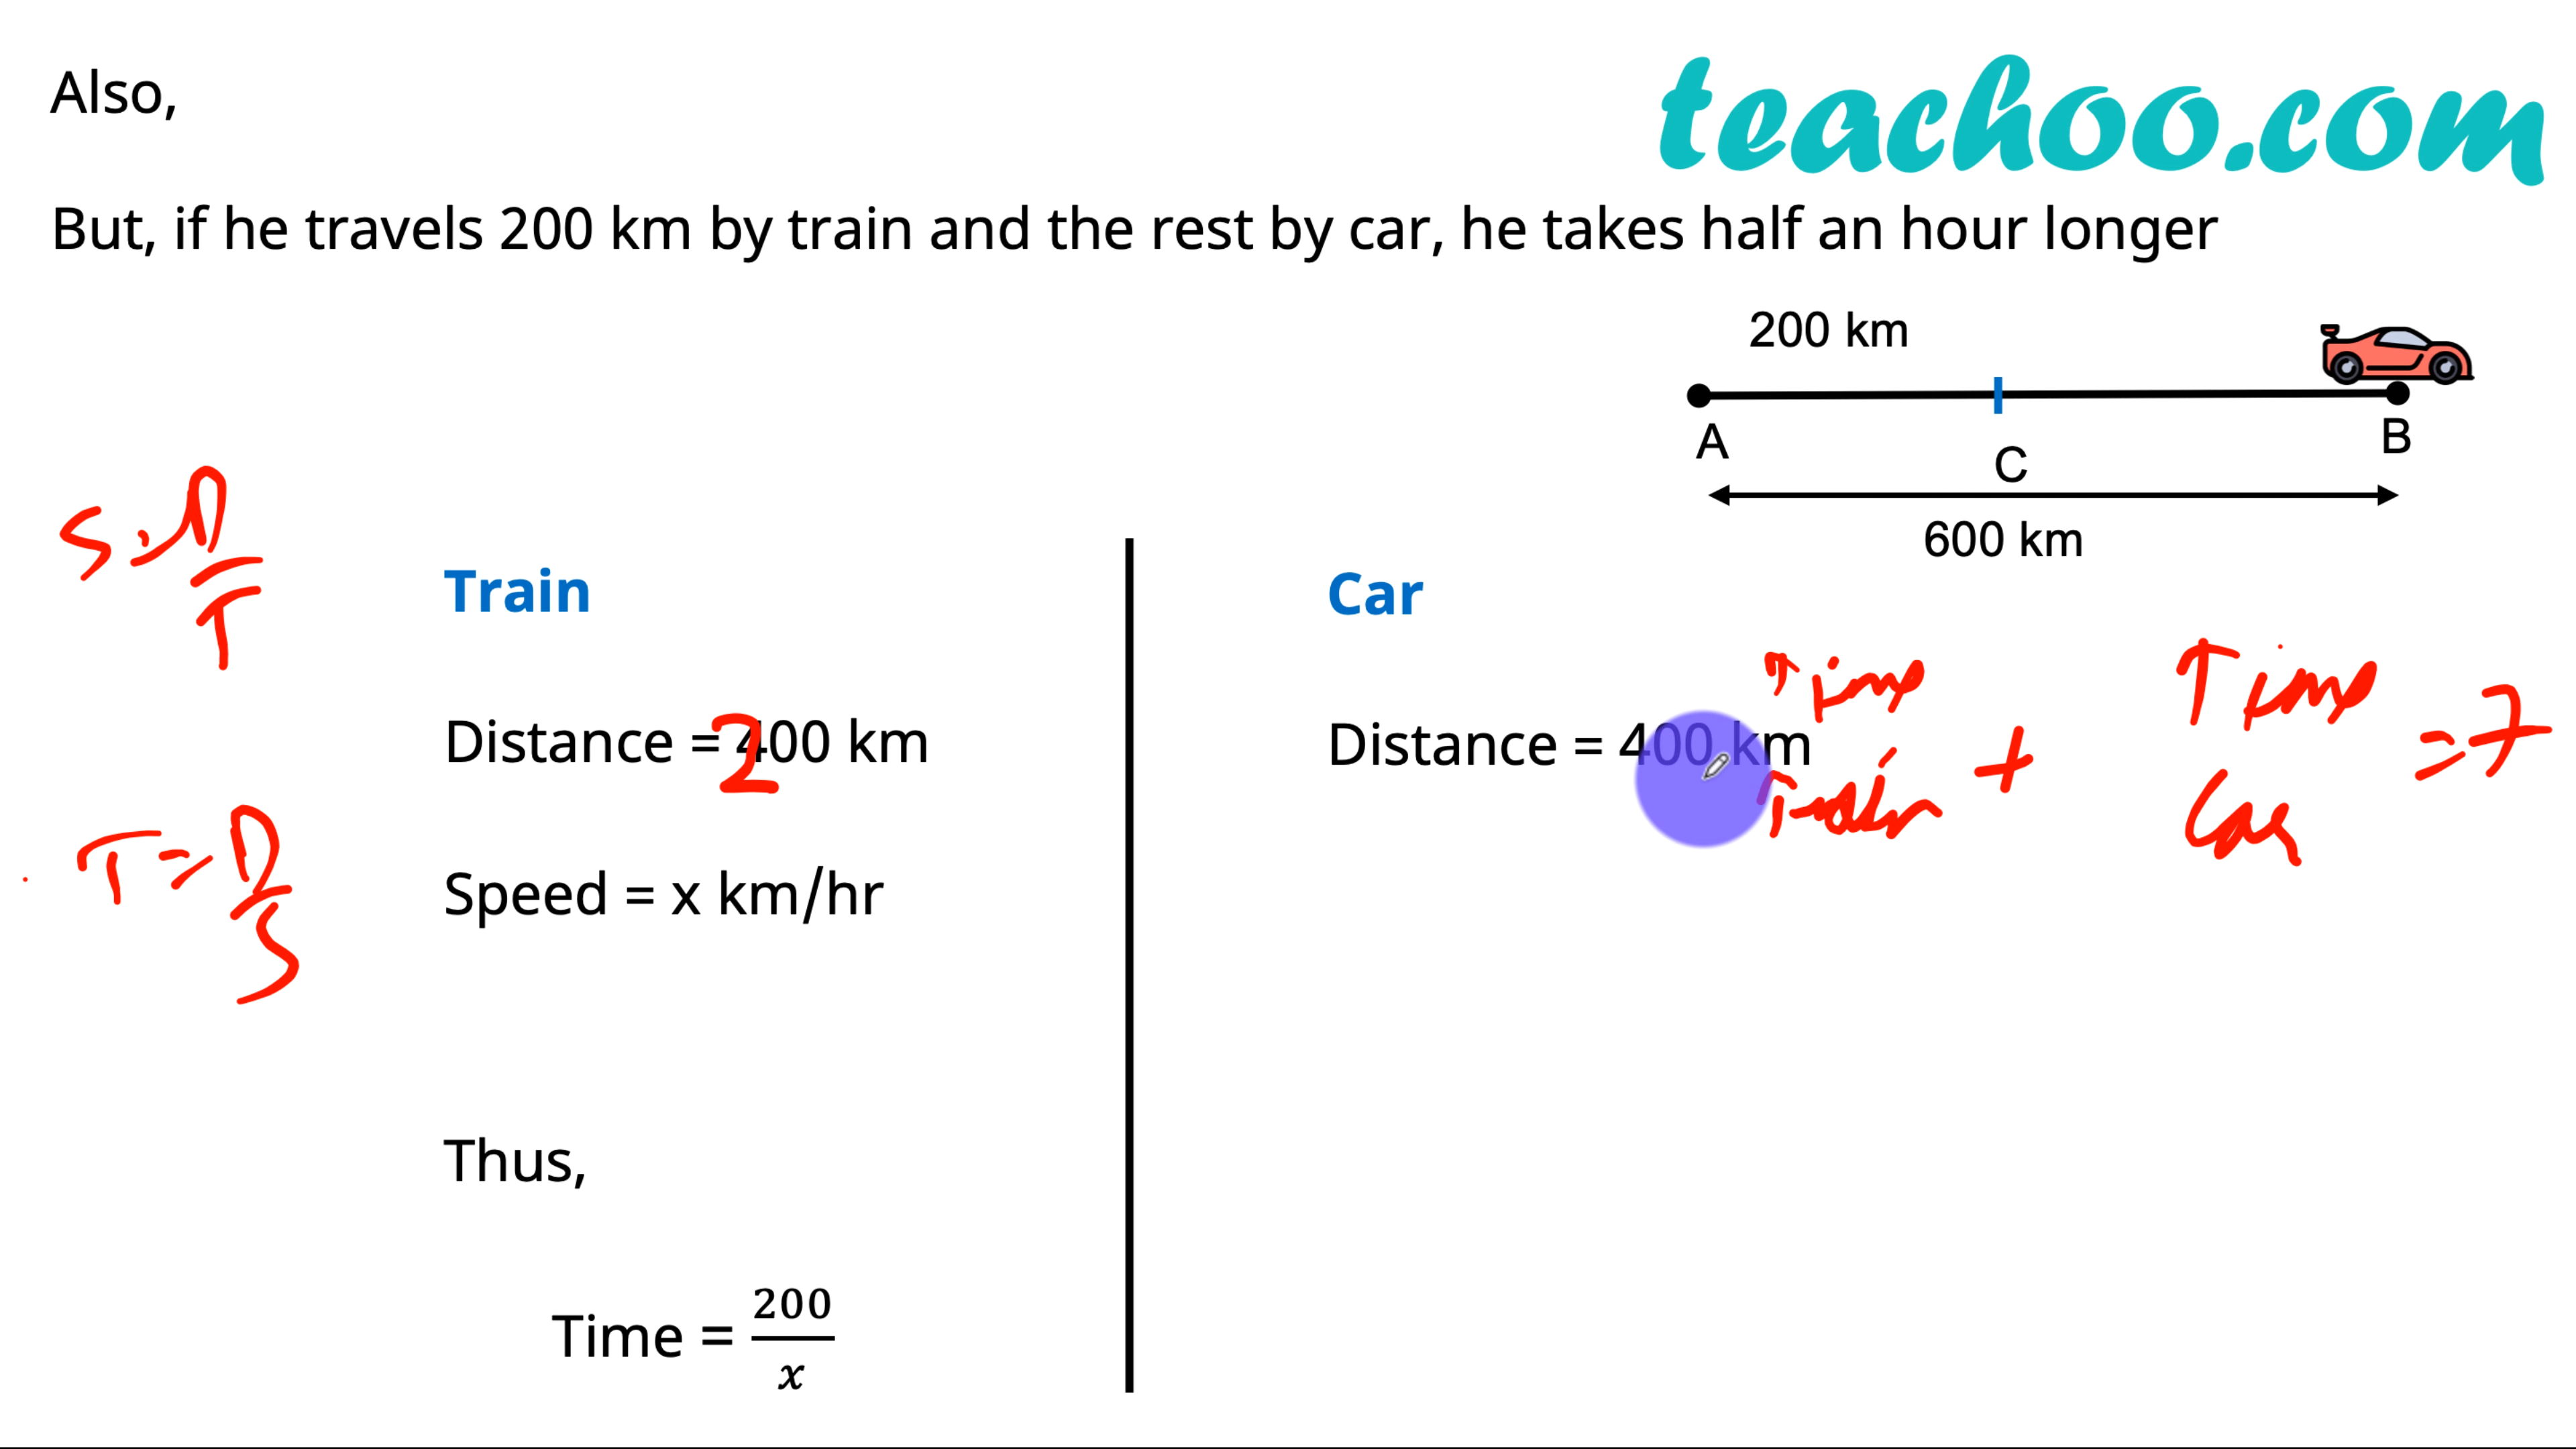 Also,
teachoo.com
But, if he travels 200 km by train and the rest by car, he takes half an hour longer
200 km
A
C
B
600 km
S = D
T
Train
Car
Distance = 400 km
2
Distance = 400 km
Time
Train
+
Time
Car
= 7
T = D
S
Speed = x km/hr
Thus,
Time = 200
x